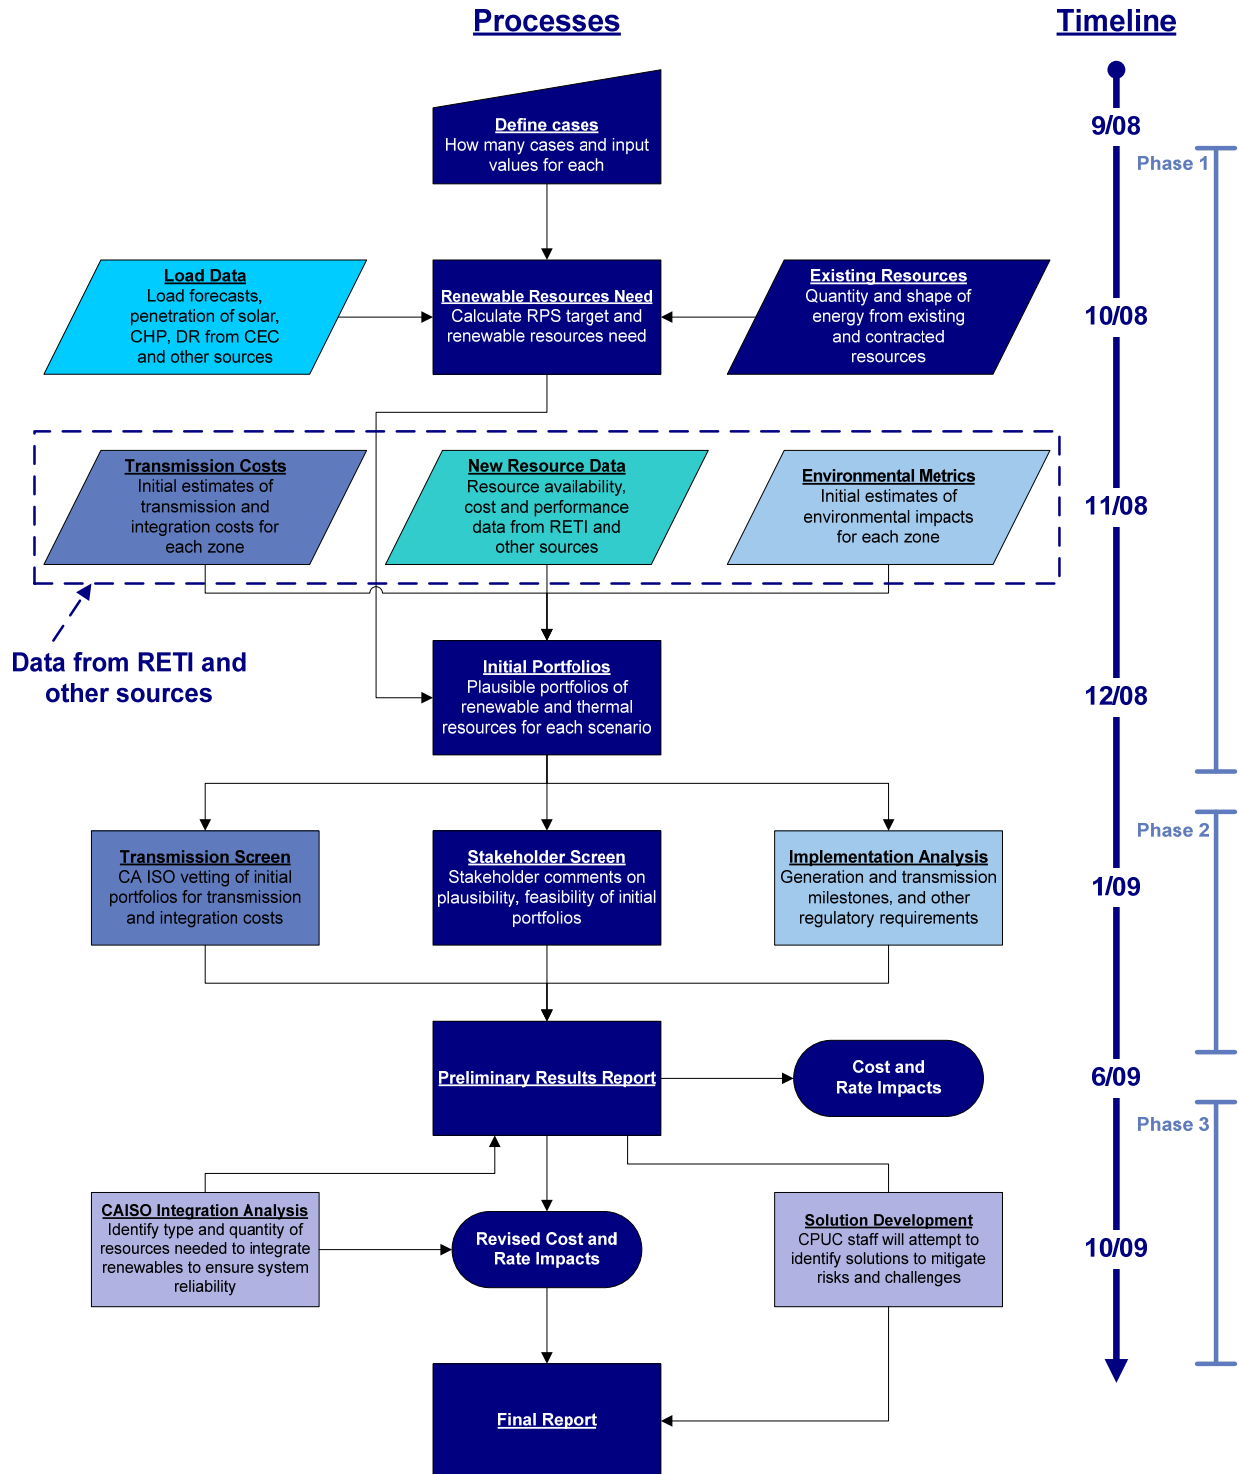 Processes
Timeline
9/08
Define cases
How many cases and input
values for each
Phase 1
Load Data
Load forecasts,
penetration of solar,
CHP, DR from CEC
and other sources
Renewable Resources Need
Calculate RPS target and
renewable resources need
Existing Resources
Quantity and shape of
energy from existing
and contracted
resources
10/08
Transmission Costs
Initial estimates of
transmission and
integration costs for
each zone
New Resource Data
Resource availability,
cost and performance
data from RETI and
other sources
Environmental Metrics
Initial estimates of
environmental impacts
for each zone
11/08
Data from RETI and
other sources
Initial Portfolios
Plausible portfolios of
renewable and thermal
resources for each scenario
12/08
Phase 2
Transmission Screen
CA ISO vetting of initial
portfolios for transmission
and integration costs
Stakeholder Screen
Stakeholder comments on
plausibility, feasibility of initial
portfolios
Implementation Analysis
Generation and transmission
milestones, and other
regulatory requirements
1/09
Preliminary Results Report
Cost and
Rate Impacts
6/09
Phase 3
CAISO Integration Analysis
Identify type and quantity of
resources needed to integrate
renewables to ensure system
reliability
Revised Cost and
Rate Impacts
Solution Development
CPUC staff will attempt to
identify solutions to mitigate
risks and challenges
10/09
Final Report